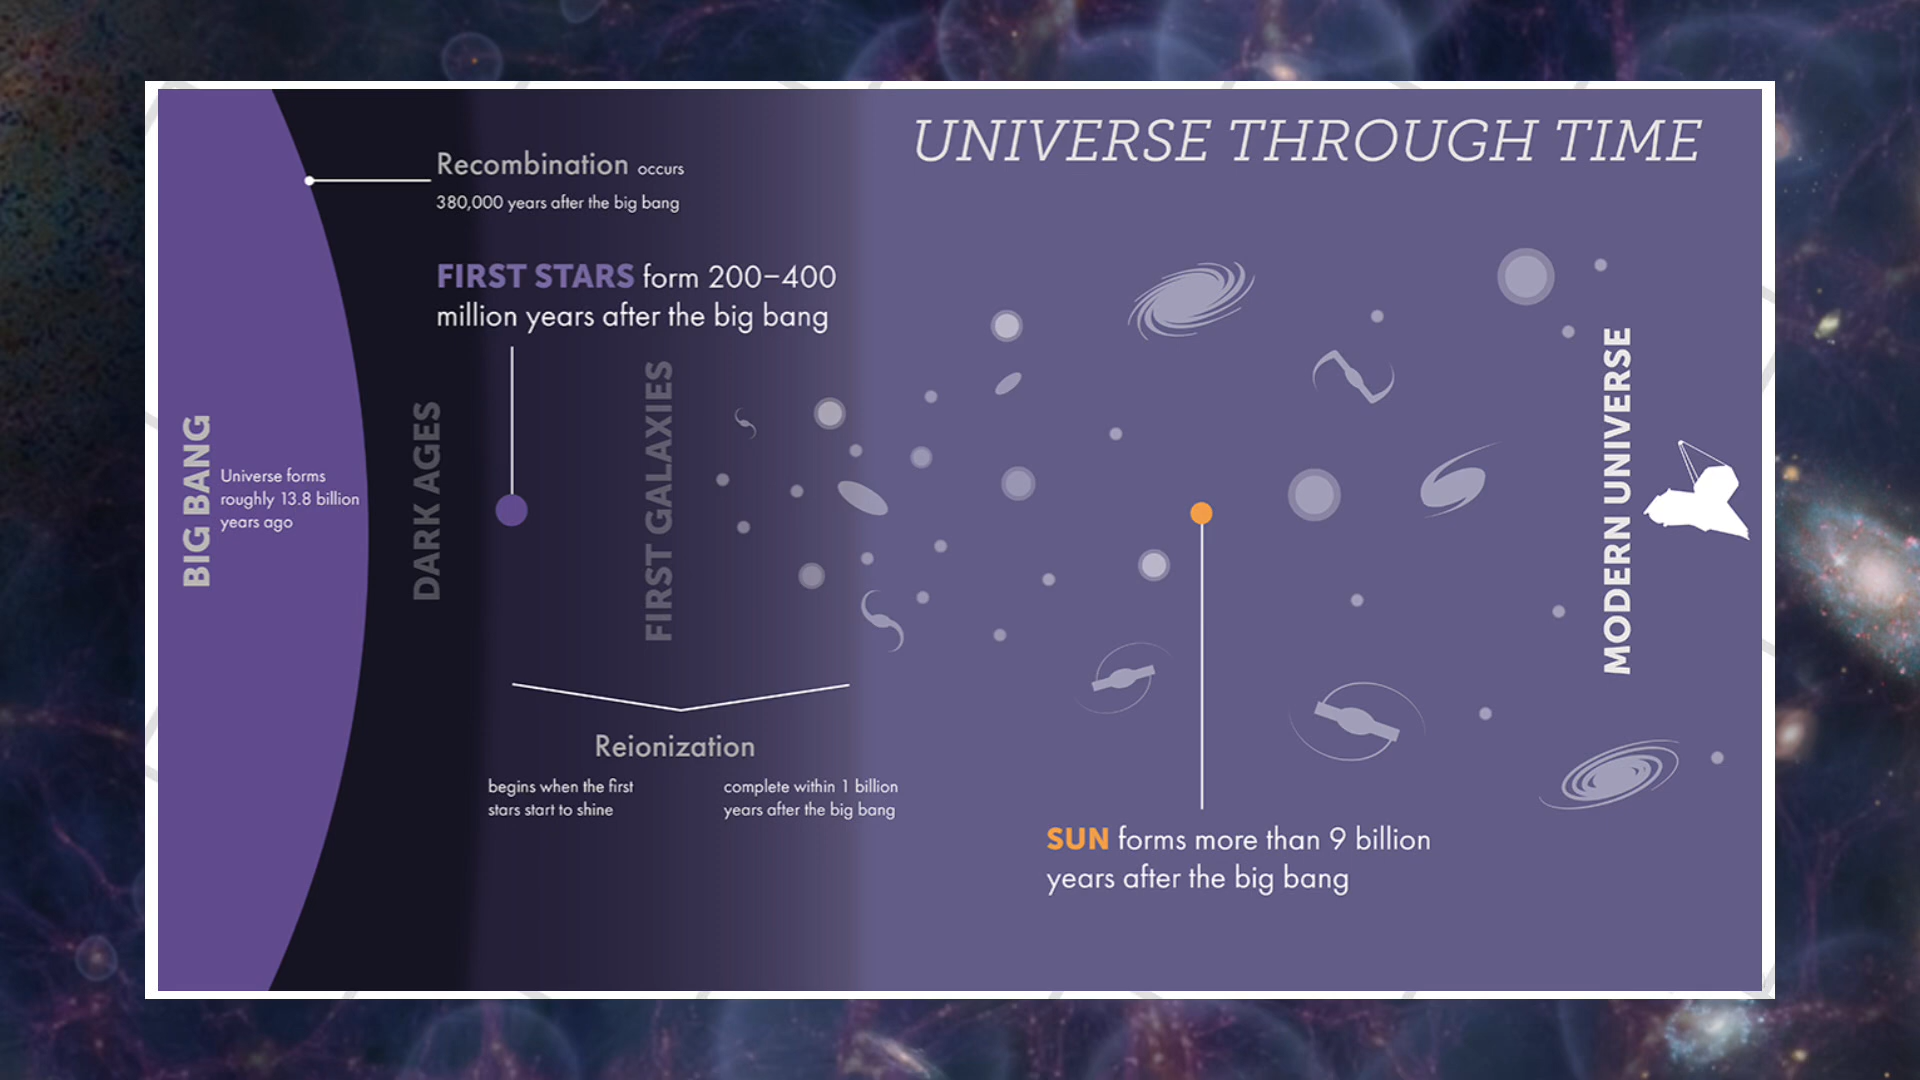 UNIVERSE THROUGH TIME
Recombination occurs
380,000 years after the big bang
FIRST STARS form 200–400
million years after the big bang
BIG BANG
Universe forms
roughly 13.8 billion
years ago
DARK AGES
FIRST GALAXIES
MODERN UNIVERSE
Reionization
begins when the first
stars start to shine
complete within 1 billion
years after the big bang
SUN forms more than 9 billion
years after the big bang